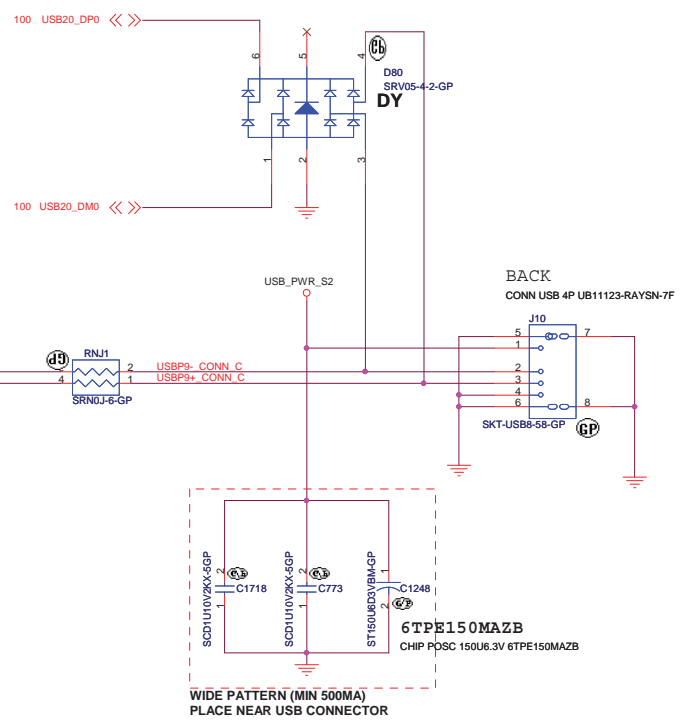 100 USB20_DP0
6
5
4
D80
SRV05-4-2-GP
DY
1
2
3
100 USB20_DM0
USB_PWR_S2
BACK
CONN USB 4P UB11123-RAYSN-7F
J10
5
7
1
GP
RNJ1
2
USBP9-_CONN_C
2
3
4
1
USBP9+_CONN_C
4
SRN0J-6-GP
6
8
SKT-USB8-58-GP
GP
SCD1U10V2KX-5GP
2
C1718
1
SCD1U10V2KX-5GP
2
C773
1
ST150U6D3VBM-GP
1
C1248
2
6TPE150MAZB
CHIP POSC 150U6.3V 6TPE150MAZB
WIDE PATTERN (MIN 500MA)
PLACE NEAR USB CONNECTOR